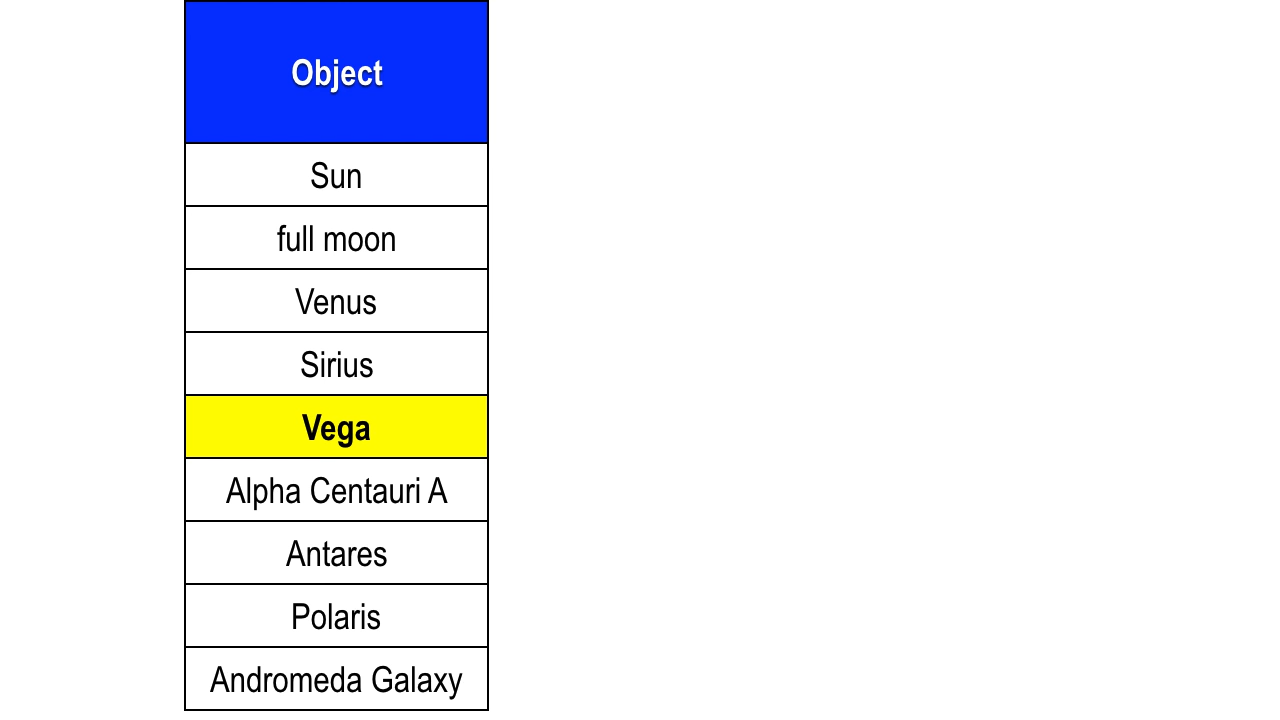 Object
Sun
full moon
Venus
Sirius
Vega
Alpha Centauri A
Antares
Polaris
Andromeda Galaxy